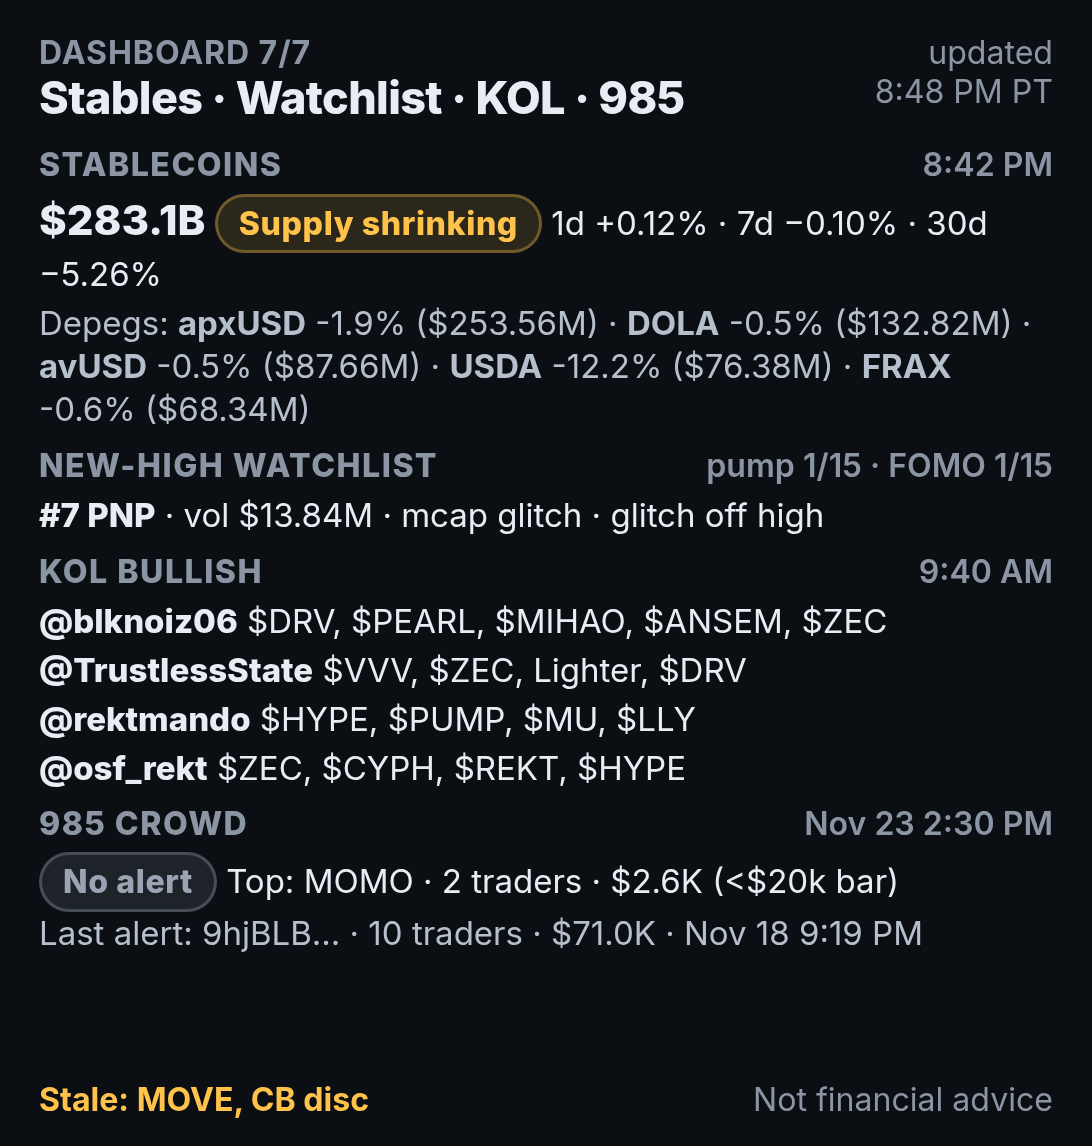 DASHBOARD 7/7
updated
8:48 PM PT
Stables · Watchlist · KOL · 985
STABLECOINS
8:42 PM
$283.1B Supply shrinking 1d +0.12% · 7d −0.10% · 30d
−5.26%
Depegs: apxUSD -1.9% ($253.56M) · DOLA -0.5% ($132.82M) ·
avUSD -0.5% ($87.66M) · USDA -12.2% ($76.38M) · FRAX
-0.6% ($68.34M)
NEW-HIGH WATCHLIST
pump 1/15 · FOMO 1/15
#7 PNP · vol $13.84M · mcap glitch · glitch off high
KOL BULLISH
9:40 AM
@blknoiz06 $DRV, $PEARL, $MIHAO, $ANSEM, $ZEC
@TrustlessState $VVV, $ZEC, Lighter, $DRV
@rektmando $HYPE, $PUMP, $MU, $LLY
@osf_rekt $ZEC, $CYPH, $REKT, $HYPE
985 CROWD
Nov 23 2:30 PM
No alert Top: MOMO · 2 traders · $2.6K (<$20k bar)
Last alert: 9hjBLB... · 10 traders · $71.0K · Nov 18 9:19 PM
Stale: MOVE, CB disc
Not financial advice